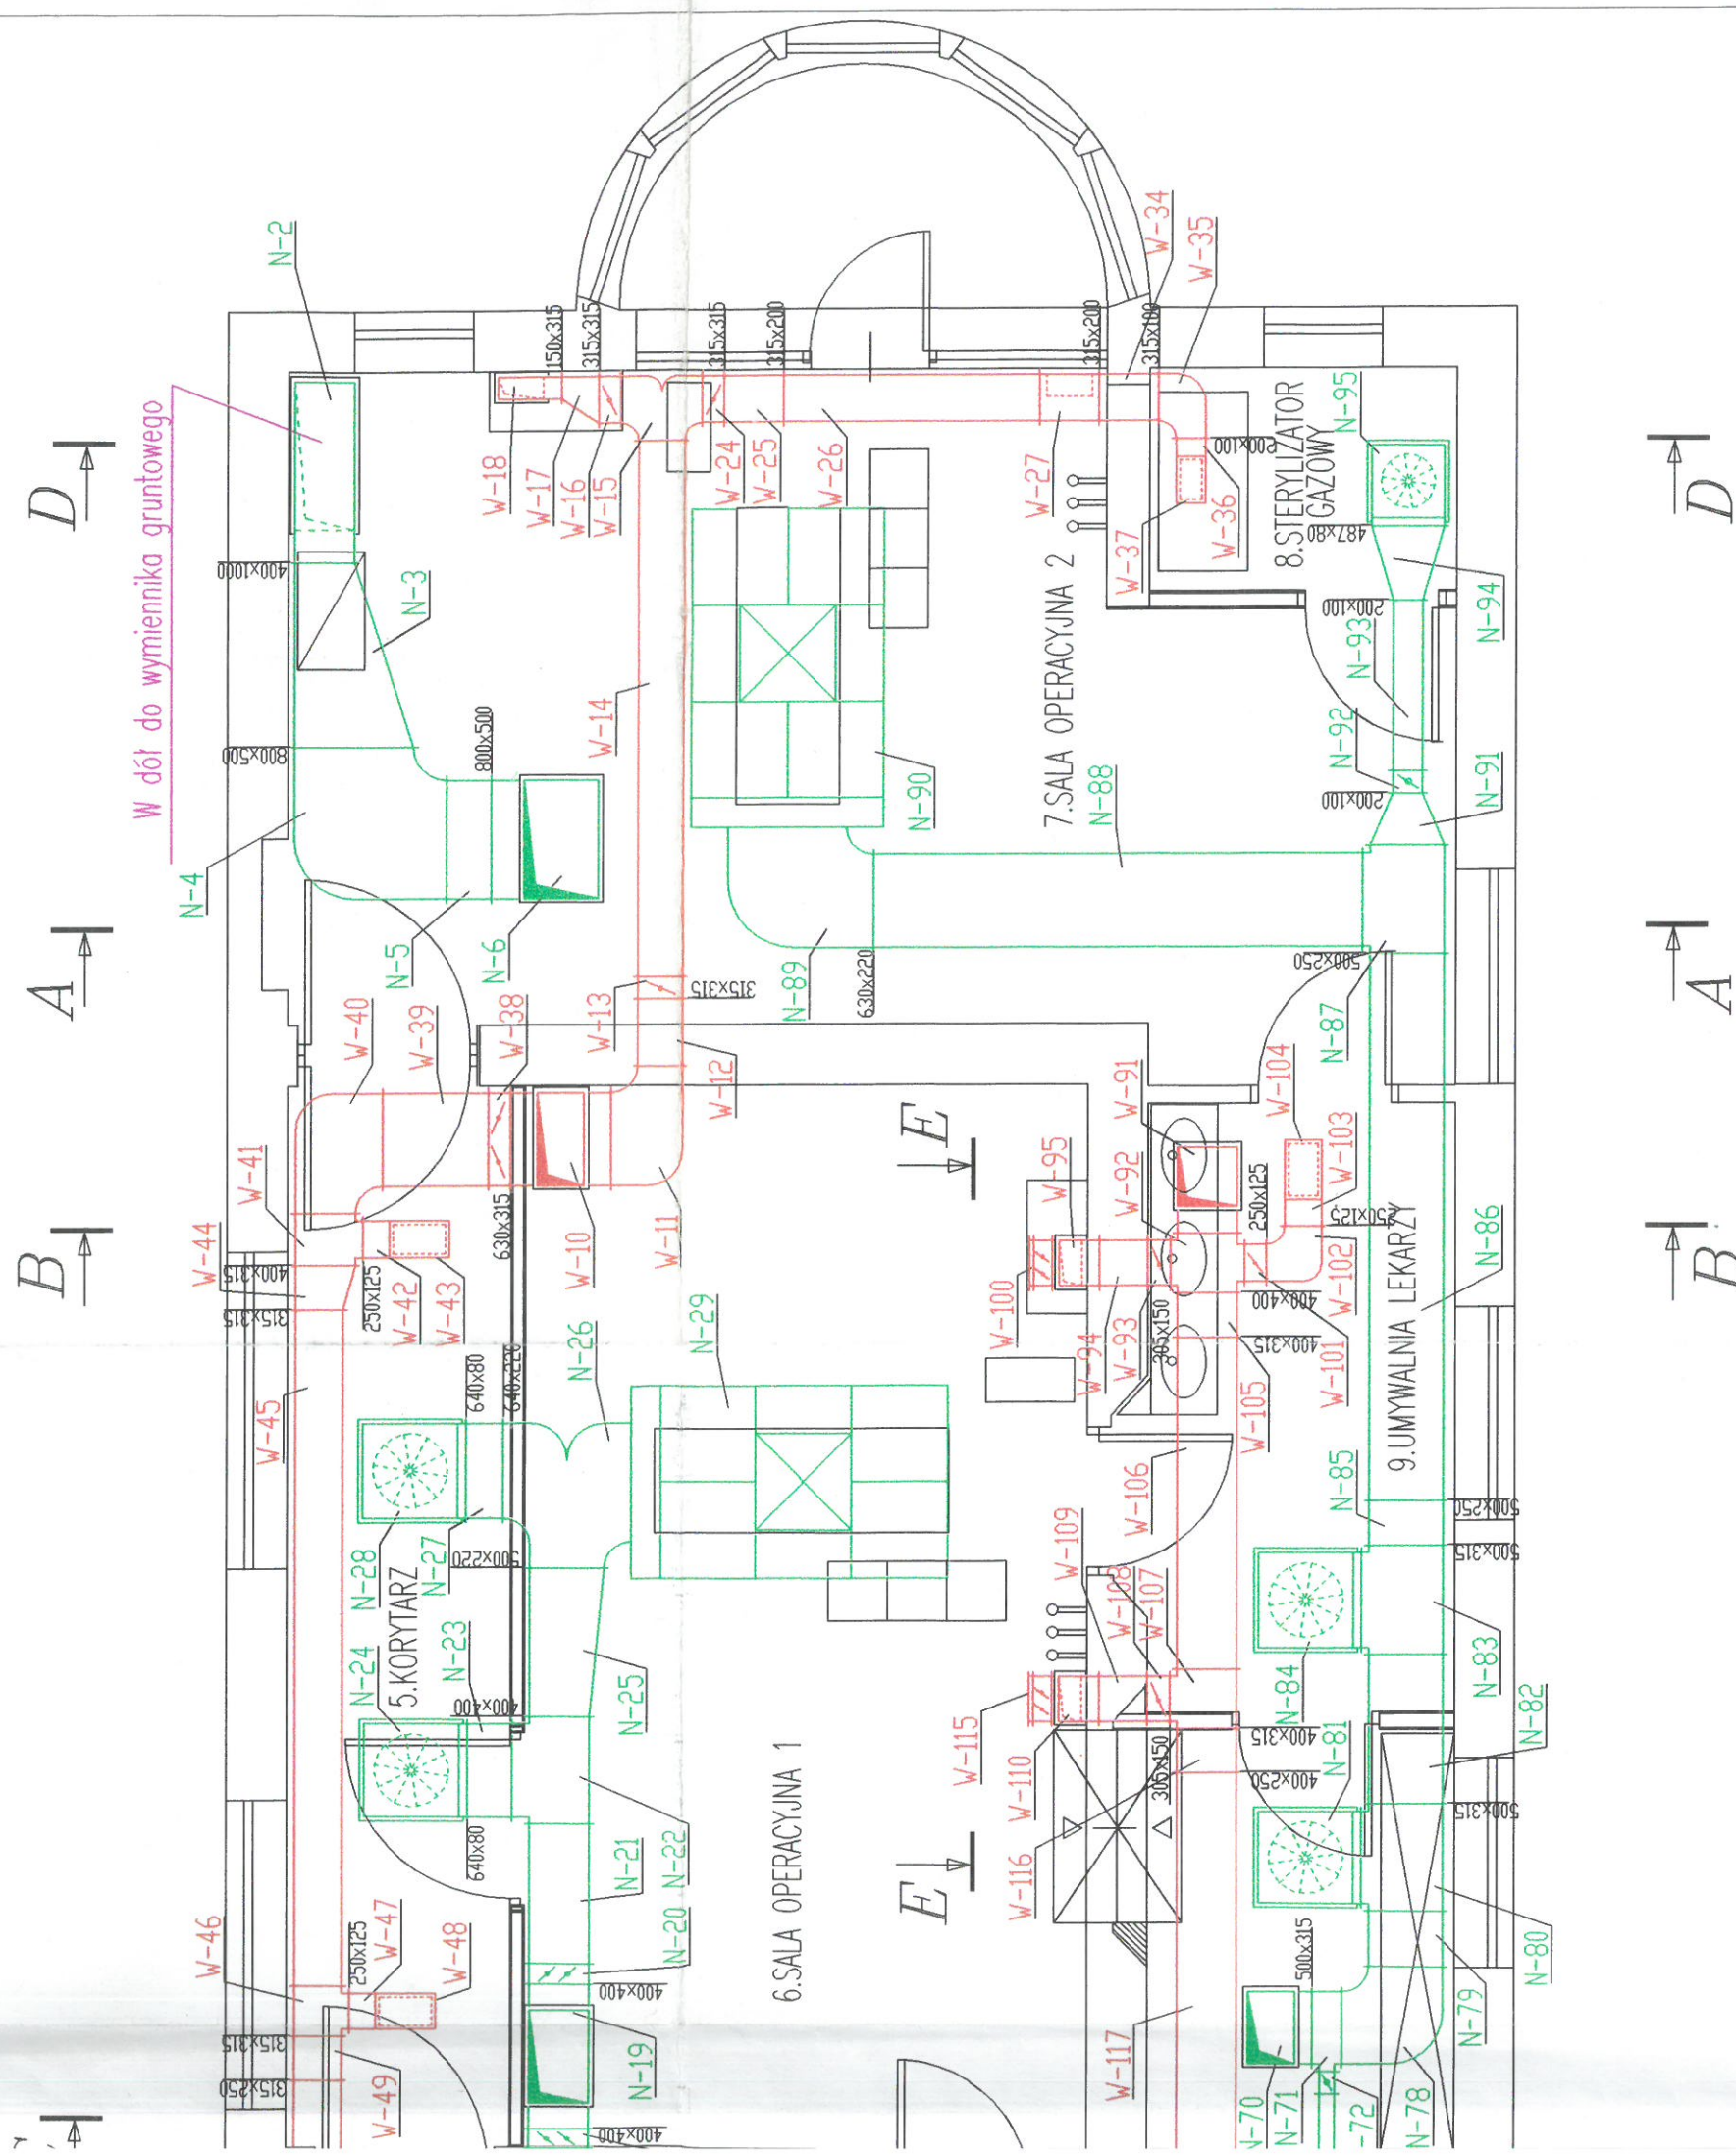 W dół do wymiennika gruntowego
N-2
D
D
A
A
B
B
E
E
400x1000
N-3
800x500
800x500
N-4
N-5
N-6
W-18
W-17
W-16
W-15
150x315
315x315
315x315
315x200
W-24
W-25
W-26
W-27
315x200
315x100
W-34
W-35
W-36
W-37
200x100
8.STERYLIZATOR
GAZOWY
N-95
487x80
N-94
200x100
N-93
N-92
200x100
N-91
W-14
7.SALA OPERACYJNA 2
N-90
N-88
N-89
630x220
500x250
N-87
W-13
315x315
W-12
W-38
W-39
W-40
W-41
W-44
400x315
315x315
250x125
W-42
W-43
630x315
W-10
W-11
W-91
W-92
W-95
W-100
W-94
W-93
305x150
W-104
W-103
250x125
250x125
W-102
400x400
W-101
400x315
W-105
N-86
9.UMYWALNIA LEKARZY
W-45
640x80
640x220
N-26
N-29
N-28
N-27
500x220
5.KORYTARZ
N-24
N-23
400x400
N-25
W-106
N-85
500x250
500x315
W-109
W-108
W-107
N-84
N-83
N-82
W-115
W-110
305x150
400x315
400x250
N-81
500x315
W-116
6.SALA OPERACYJNA 1
640x80
N-21
N-22
N-20
400x400
W-46
250x125
W-47
W-48
315x315
315x250
W-49
N-19
400x400
W-117
500x315
N-80
N-79
N-78
N-70
N-71
-72